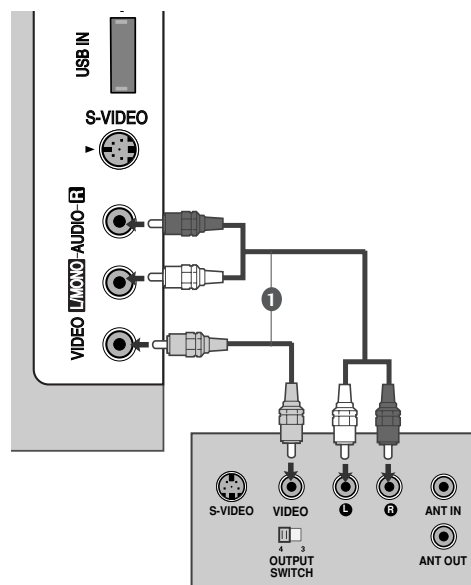 USB IN
S-VIDEO
VIDEO L/MONO AUDIO R
1
S-VIDEO
VIDEO
L
R
ANT IN
4 3
OUTPUT
SWITCH
ANT OUT